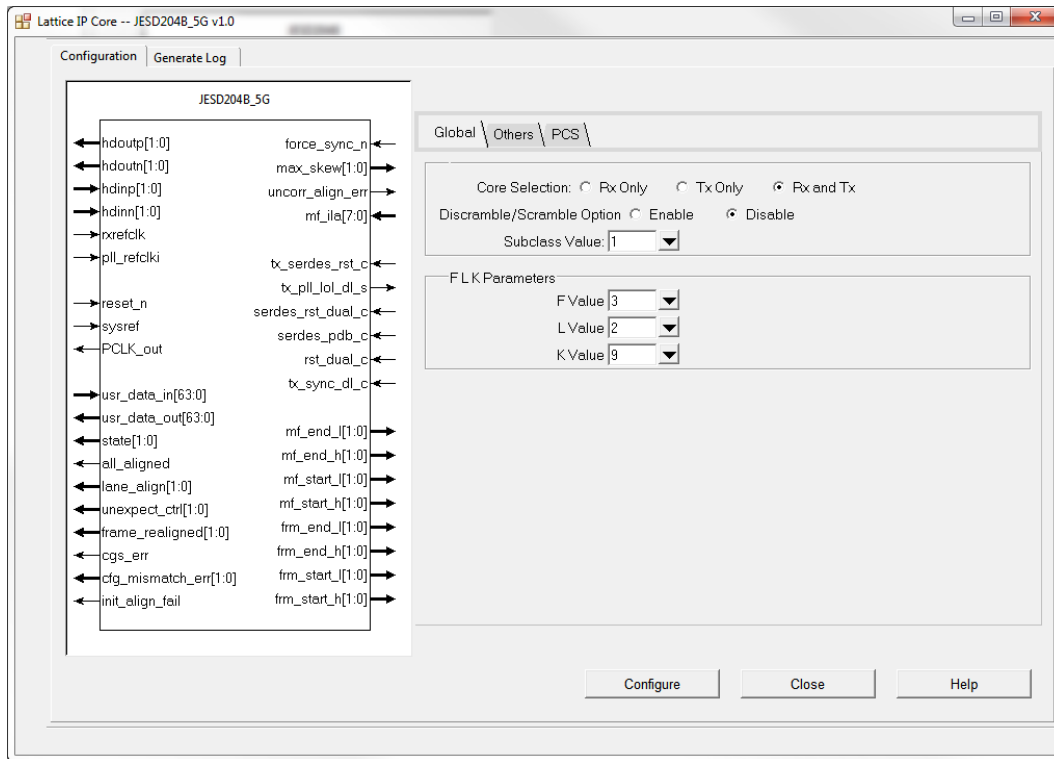 Lattice IP Core -- JESD204B_5G v1.0
Configuration
Generate Log
JESD204B_5G
hdoutp[1:0]
hdoutn[1:0]
hdinp[1:0]
hdinn[1:0]
rxrefclk
pll_refclki
reset_n
sysref
PCLK_out
usr_data_in[63:0]
usr_data_out[63:0]
state[1:0]
all_aligned
lane_align[1:0]
unexpect_ctrl[1:0]
frame_realigned[1:0]
cgs_err
cfg_mismatch_err[1:0]
init_align_fail
force_sync_n
max_skew[1:0]
uncorr_align_err
mf_ila[7:0]
tx_serdes_rst_c
tx_pll_lol_dl_s
serdes_rst_dual_c
serdes_pdb_c
rst_dual_c
tx_sync_dl_c
mf_end_l[1:0]
mf_end_h[1:0]
mf_start_l[1:0]
mf_start_h[1:0]
frm_end_l[1:0]
frm_end_h[1:0]
frm_start_l[1:0]
frm_start_h[1:0]
Global Others PCS
Core Selection: Rx Only Tx Only Rx and Tx
Discramble/Scramble Option Enable Disable
Subclass Value: 1
F L K Parameters
F Value 3
L Value 2
K Value 9
Configure Close Help